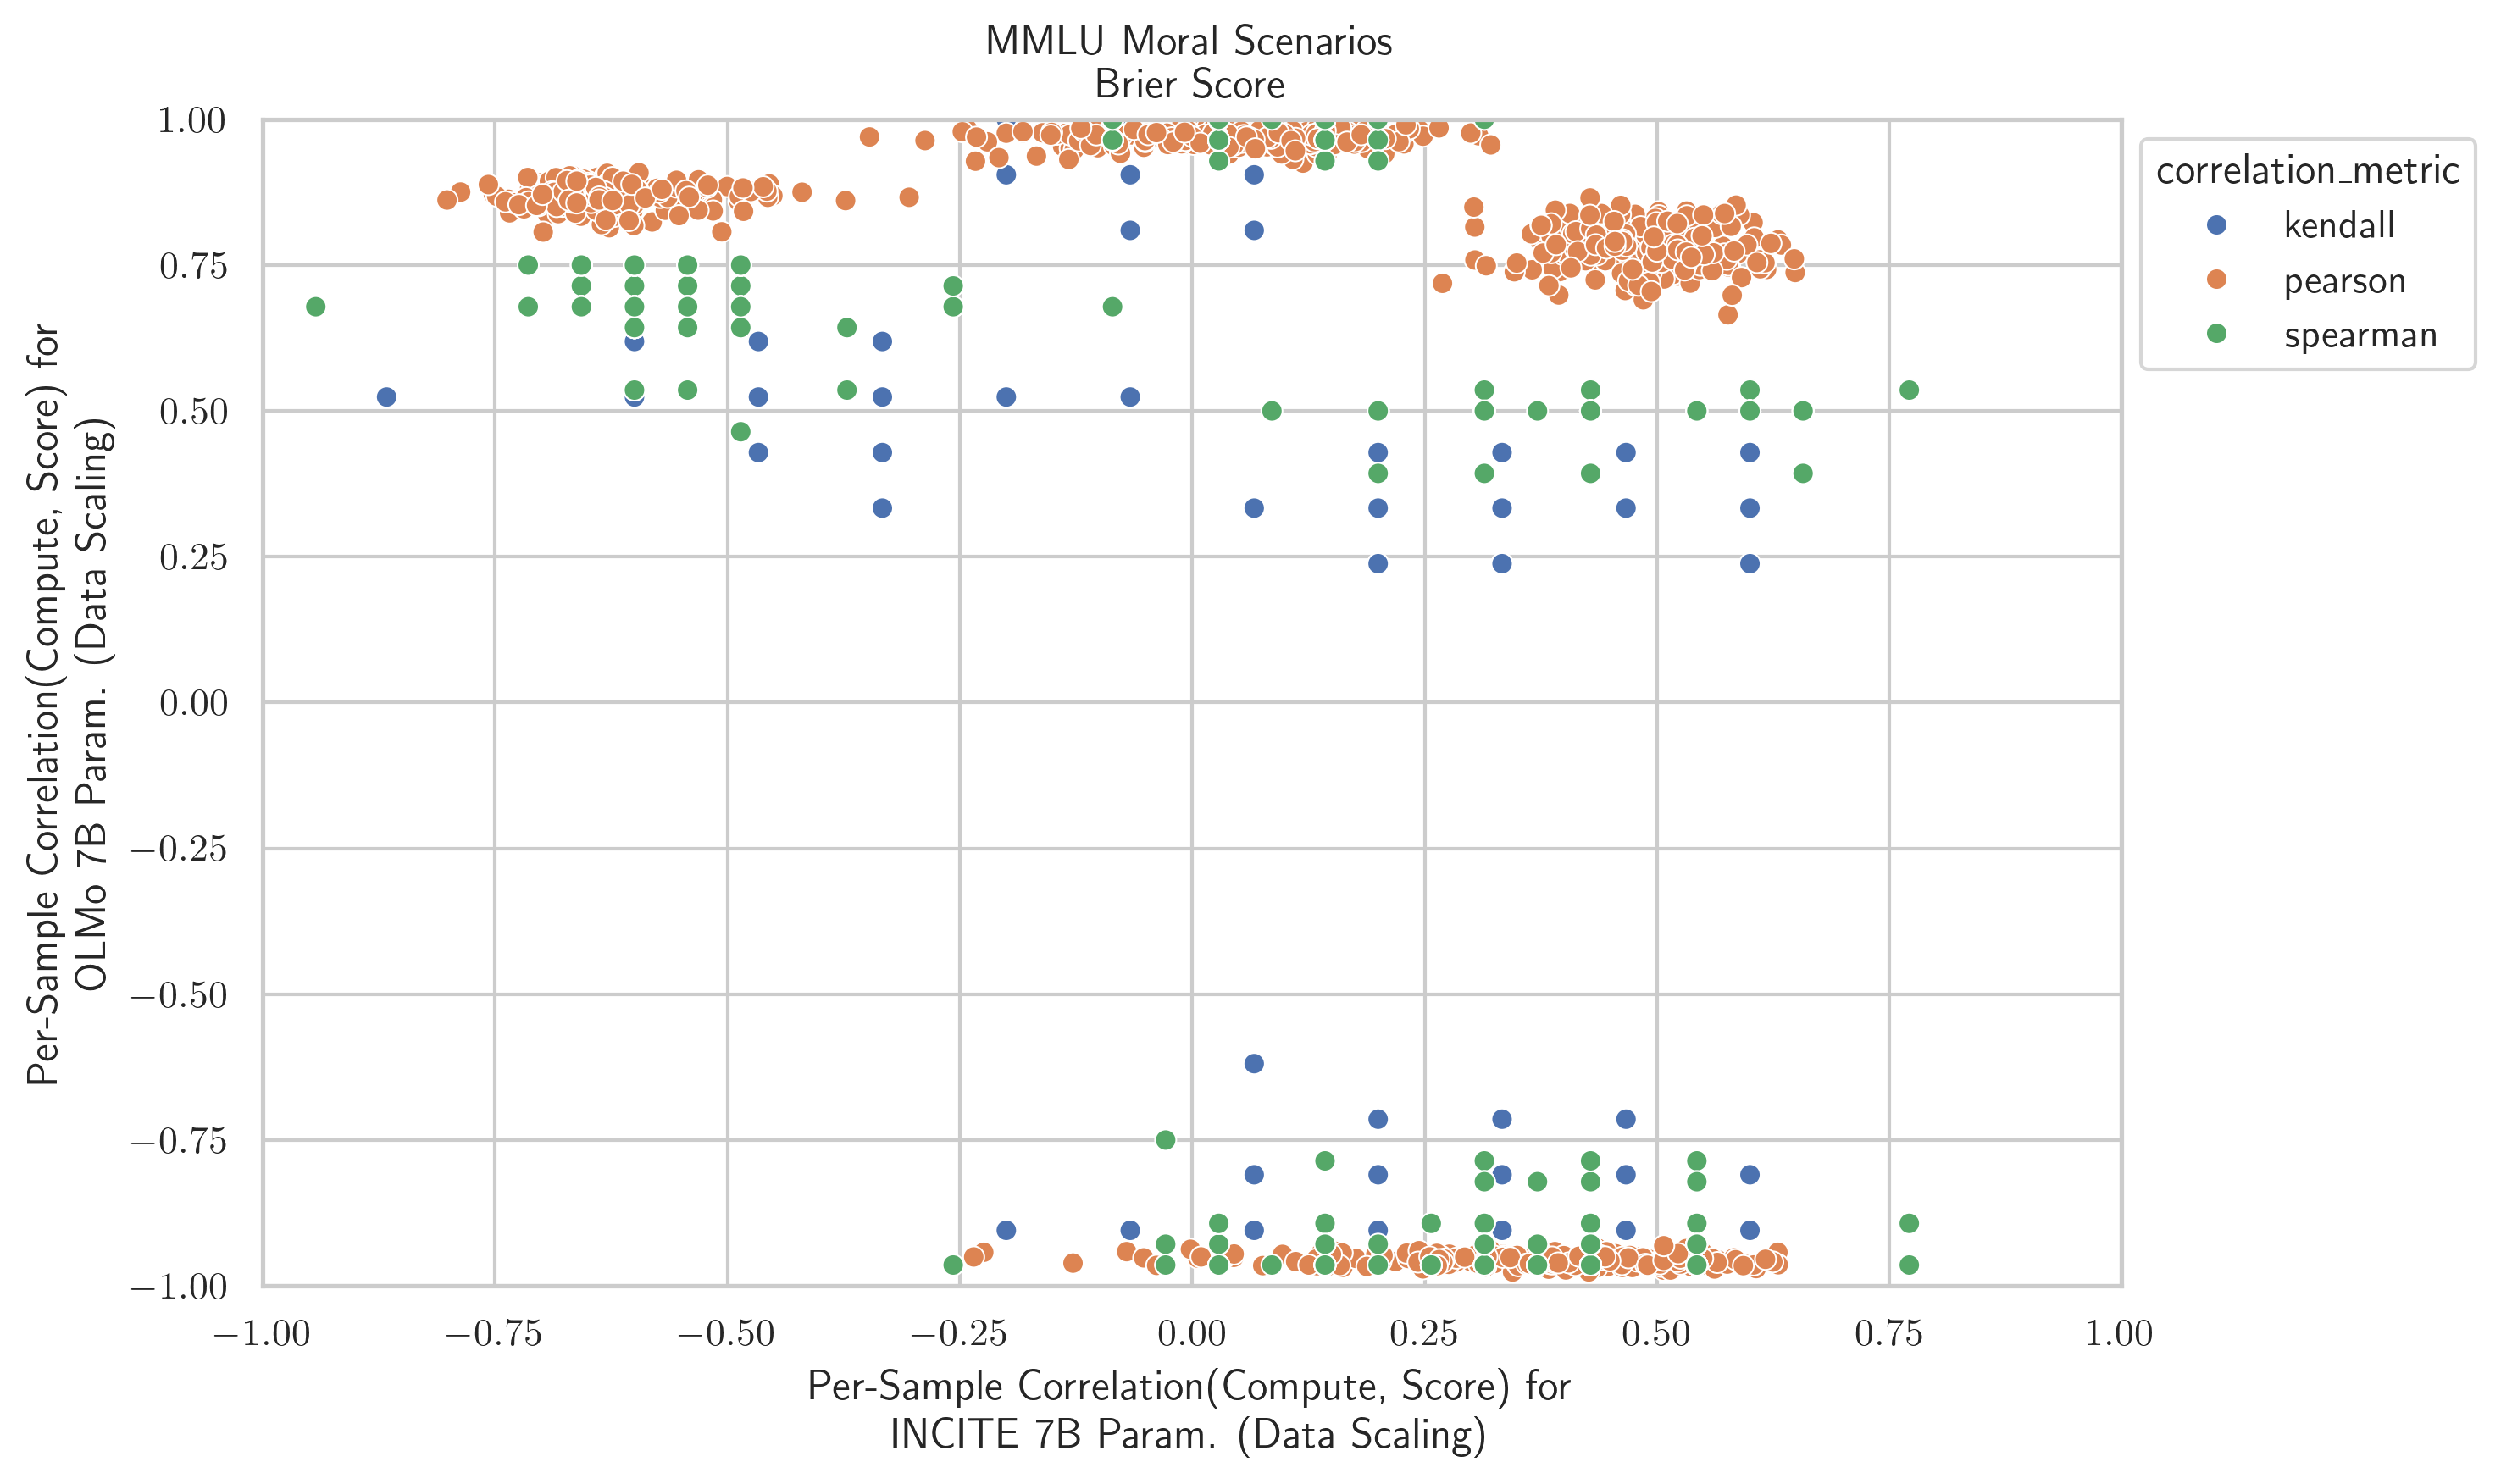 MMLU Moral Scenarios
Brier Score
Per-Sample Correlation(Compute, Score) for
OLMo 7B Param. (Data Scaling)
1.00
0.75
0.50
0.25
0.00
−0.25
−0.50
−0.75
−1.00
−1.00 −0.75 −0.50 −0.25 0.00 0.25 0.50 0.75 1.00
Per-Sample Correlation(Compute, Score) for
INCITE 7B Param. (Data Scaling)
correlation_metric
kendall
pearson
spearman